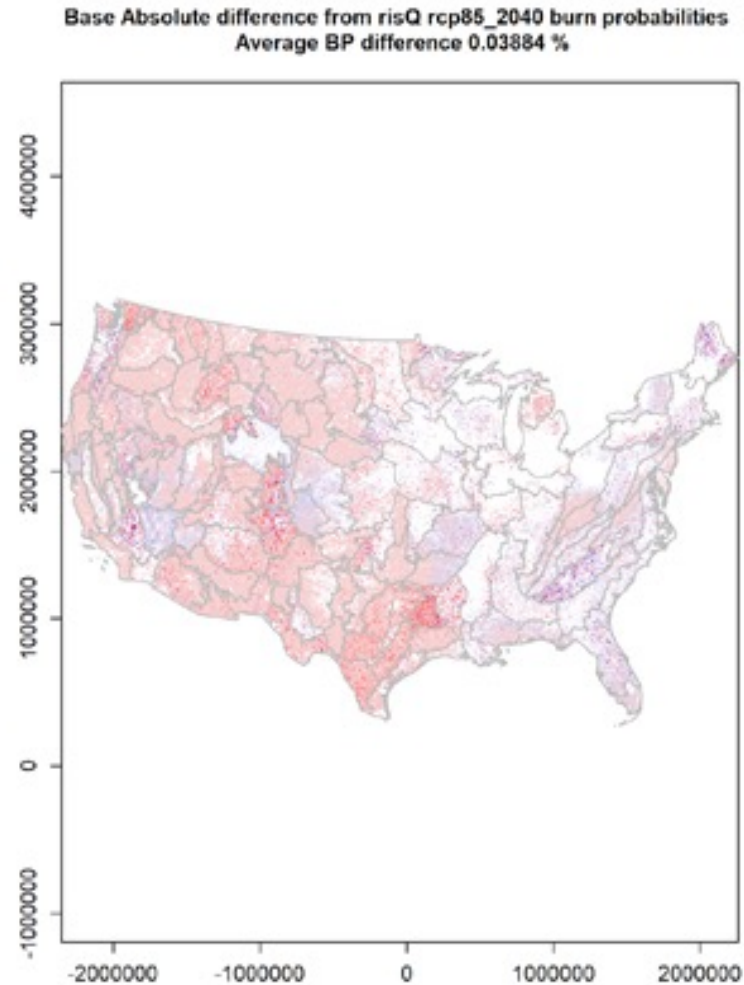 Base Absolute difference from risQ rcp85_2040 burn probabilities
Average BP difference 0.03884 %
4000000
3000000
2000000
1000000
0
-1000000
-2000000 -1000000 0 1000000 2000000